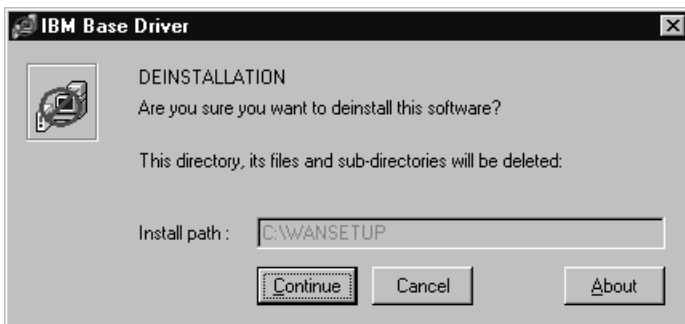 IBM Base Driver
DEINSTALLATION
Are you sure you want to deinstall this software?
This directory, its files and sub-directories will be deleted:
Install path : C:\WANSETUP
Continue Cancel About